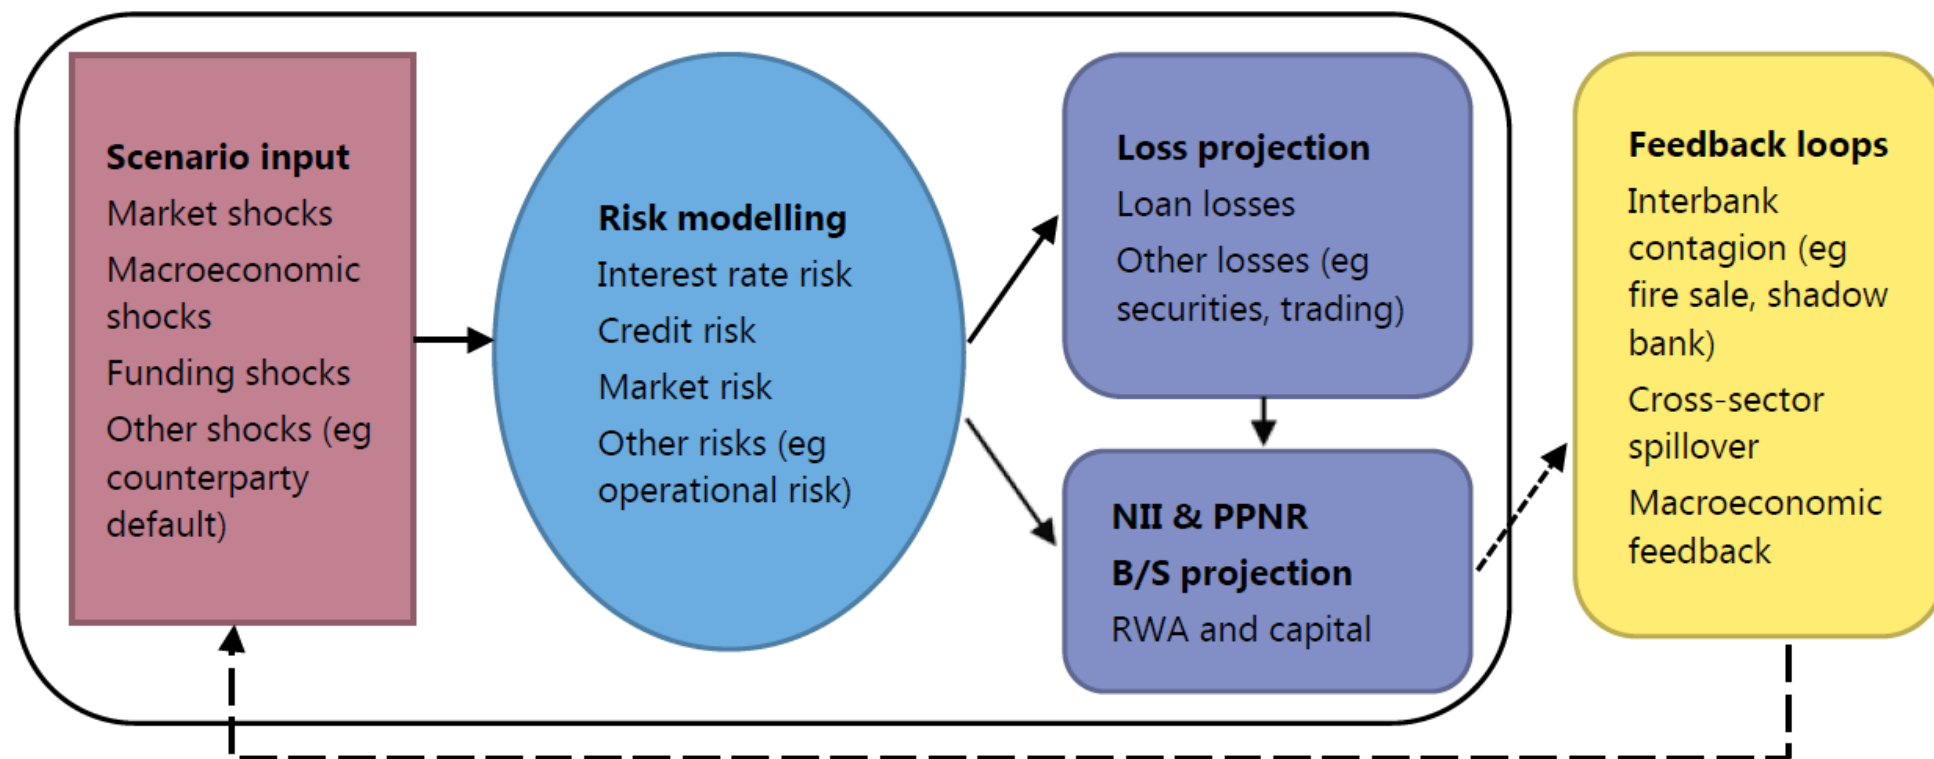 Scenario input
Market shocks
Macroeconomic
shocks
Funding shocks
Other shocks (eg
counterparty
default)
Risk modelling
Interest rate risk
Credit risk
Market risk
Other risks (eg
operational risk)
Loss projection
Loan losses
Other losses (eg
securities, trading)
NII & PPNR
B/S projection
RWA and capital
Feedback loops
Interbank
contagion (eg
fire sale, shadow
bank)
Cross-sector
spillover
Macroeconomic
feedback